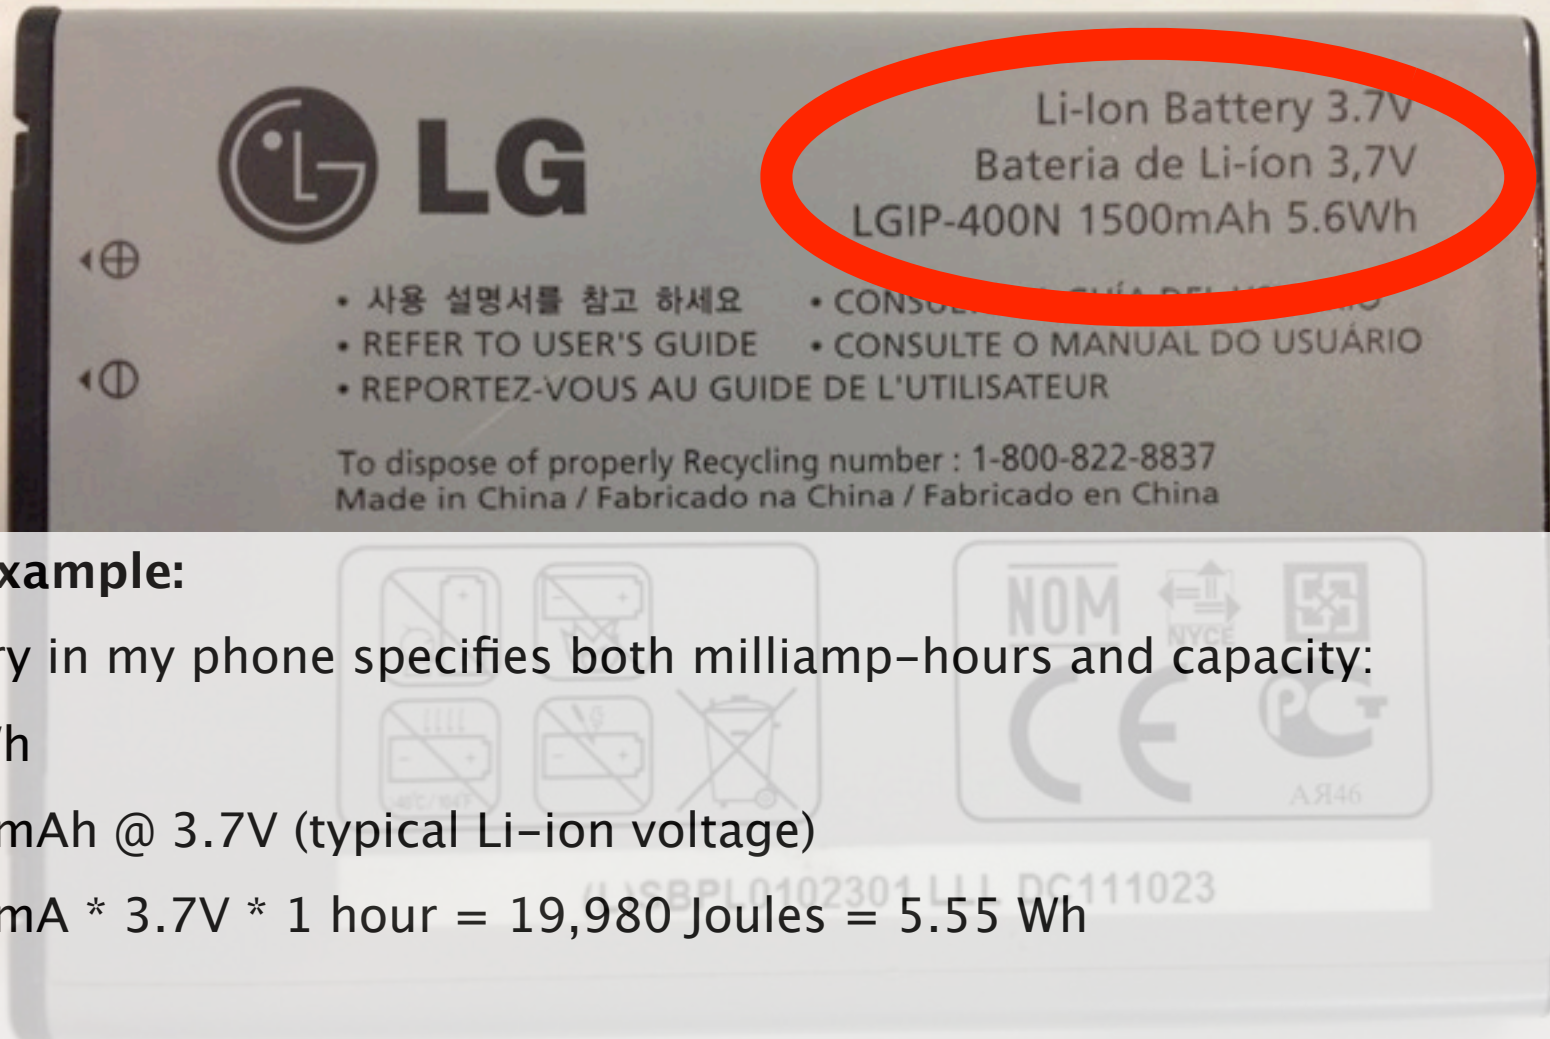 LG
Li-Ion Battery 3.7V
Bateria de Li-íon 3,7V
LGIP-400N 1500mAh 5.6Wh
• 사용 설명서를 참고 하세요
• REFER TO USER'S GUIDE
• REPORTEZ-VOUS AU GUIDE DE L'UTILISATEUR
• CONSULTE O MANUAL DO USUÁRIO
To dispose of properly Recycling number : 1-800-822-8837
Made in China / Fabricado na China / Fabricado en China
xample:
y in my phone specifies both milliamp-hours and capacity:
h
mAh @ 3.7V (typical Li-ion voltage)
mA * 3.7V * 1 hour = 19,980 Joules = 5.55 Wh
NOM
NYCE
CE
АЯ46
SBPL0102301 LLL DC111023